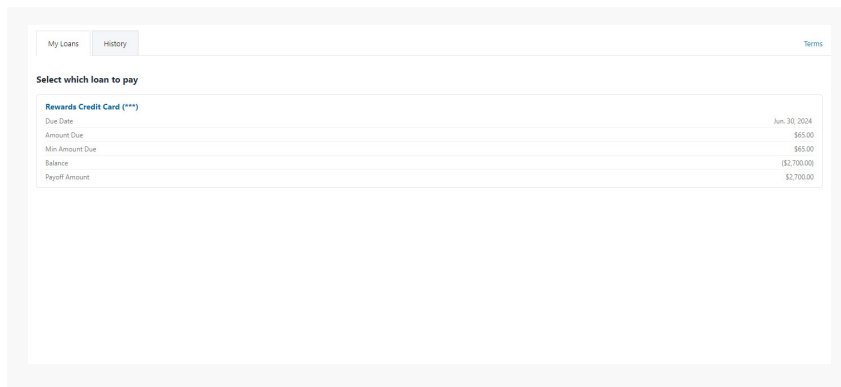 My Loans
History
Terms
Select which loan to pay
Rewards Credit Card (***)
Due Date Jun. 30, 2024
Amount Due $65.00
Min Amount Due $65.00
Balance ($2,700.00)
Payoff Amount $2,700.00